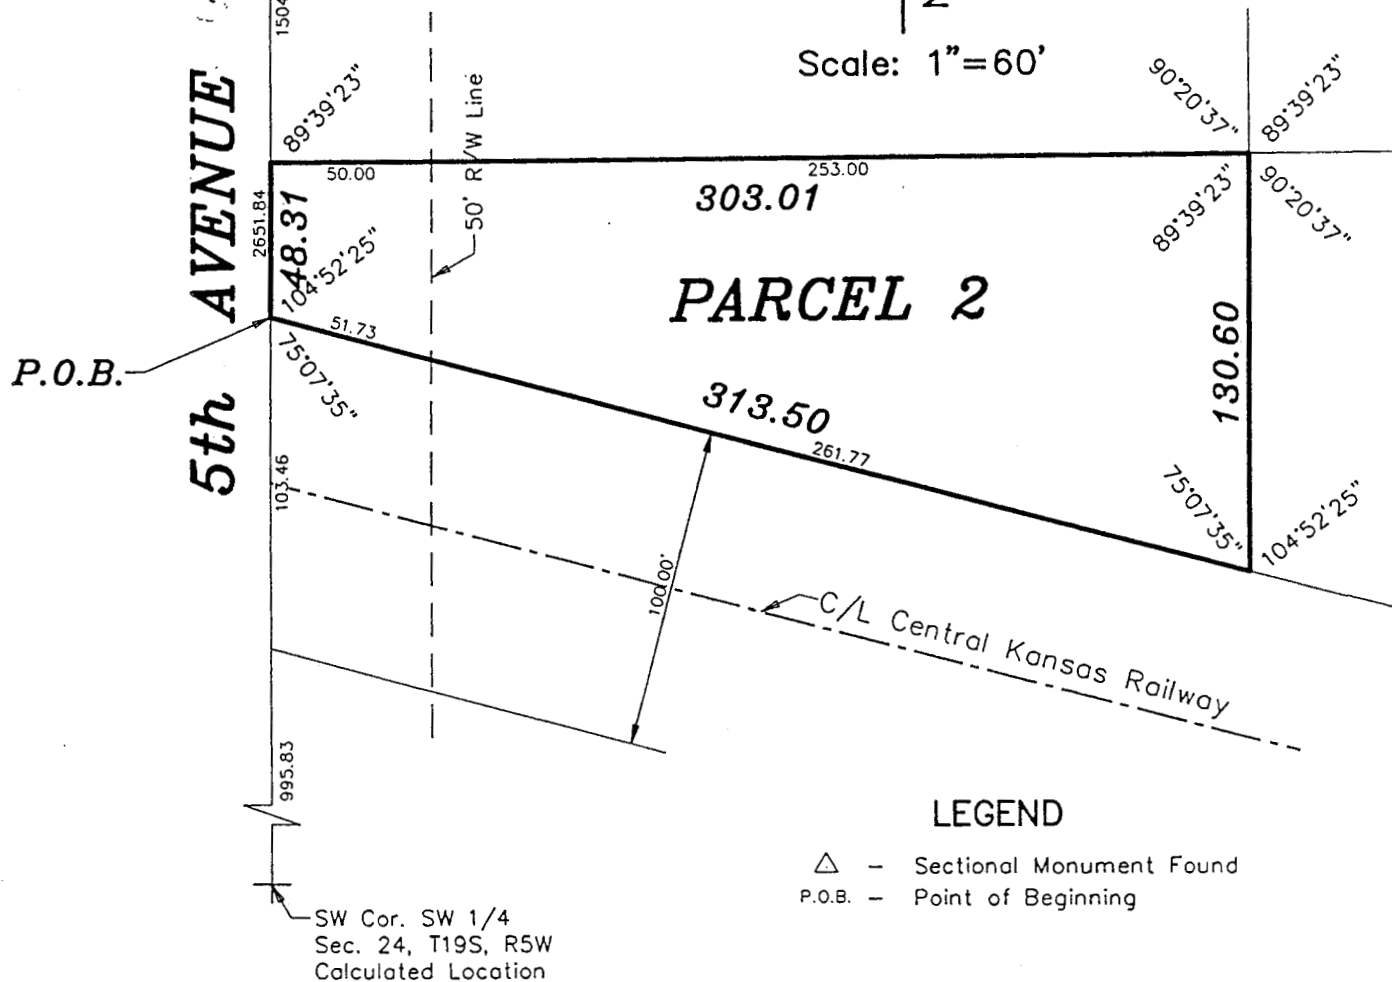 1504
Scale: 1"=60'
5th AVENUE
89°39'23"
50' R/W Line
90°20'37"
89°39'23"
50.00
253.00
303.01
2651.84
48.31
104°52'25"
89°39'23"
90°20'37"
PARCEL 2
P.O.B.
51.73
75°07'35"
313.50
261.77
130.60
75°07'35"
104°52'25"
103.46
100.00'
C/L Central Kansas Railway
995.83
LEGEND
△ - Sectional Monument Found
P.O.B. - Point of Beginning
SW Cor. SW 1/4
Sec. 24, T19S, R5W
Calculated Location